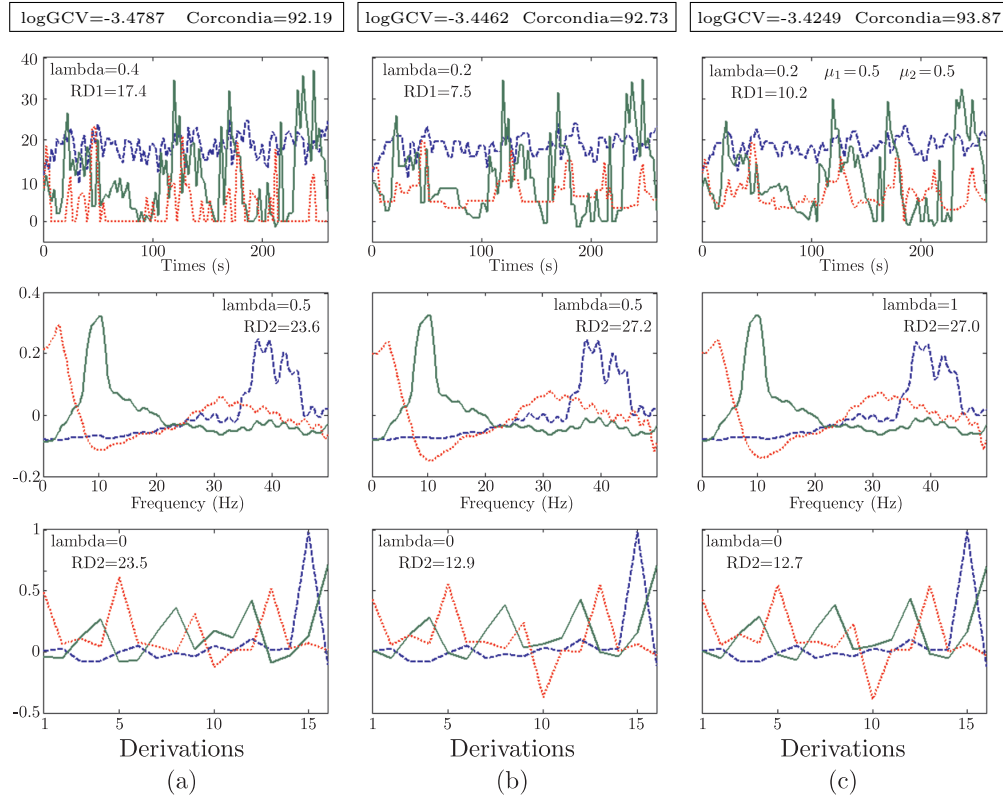 logGCV=-3.4787 Corcondia=92.19
logGCV=-3.4462 Corcondia=92.73
logGCV=-3.4249 Corcondia=93.87
40
30
20
10
0
lambda=0.4
RD1=17.4
0 100 200
Times (s)
lambda=0.2
RD1=7.5
0 100 200
Times (s)
lambda=0.2 μ₁=0.5 μ₂=0.5
RD1=10.2
0 100 200
Times (s)
0.4
0.2
0
-0.2
lambda=0.5
RD2=23.6
0 10 20 30 40
Frequency (Hz)
lambda=0.5
RD2=27.2
0 10 20 30 40
Frequency (Hz)
lambda=1
RD2=27.0
0 10 20 30 40
Frequency (Hz)
1
0.5
0
-0.5
lambda=0
RD2=23.5
1 5 10 15
Derivations
(a)
lambda=0
RD2=12.9
1 5 10 15
Derivations
(b)
lambda=0
RD2=12.7
1 5 10 15
Derivations
(c)